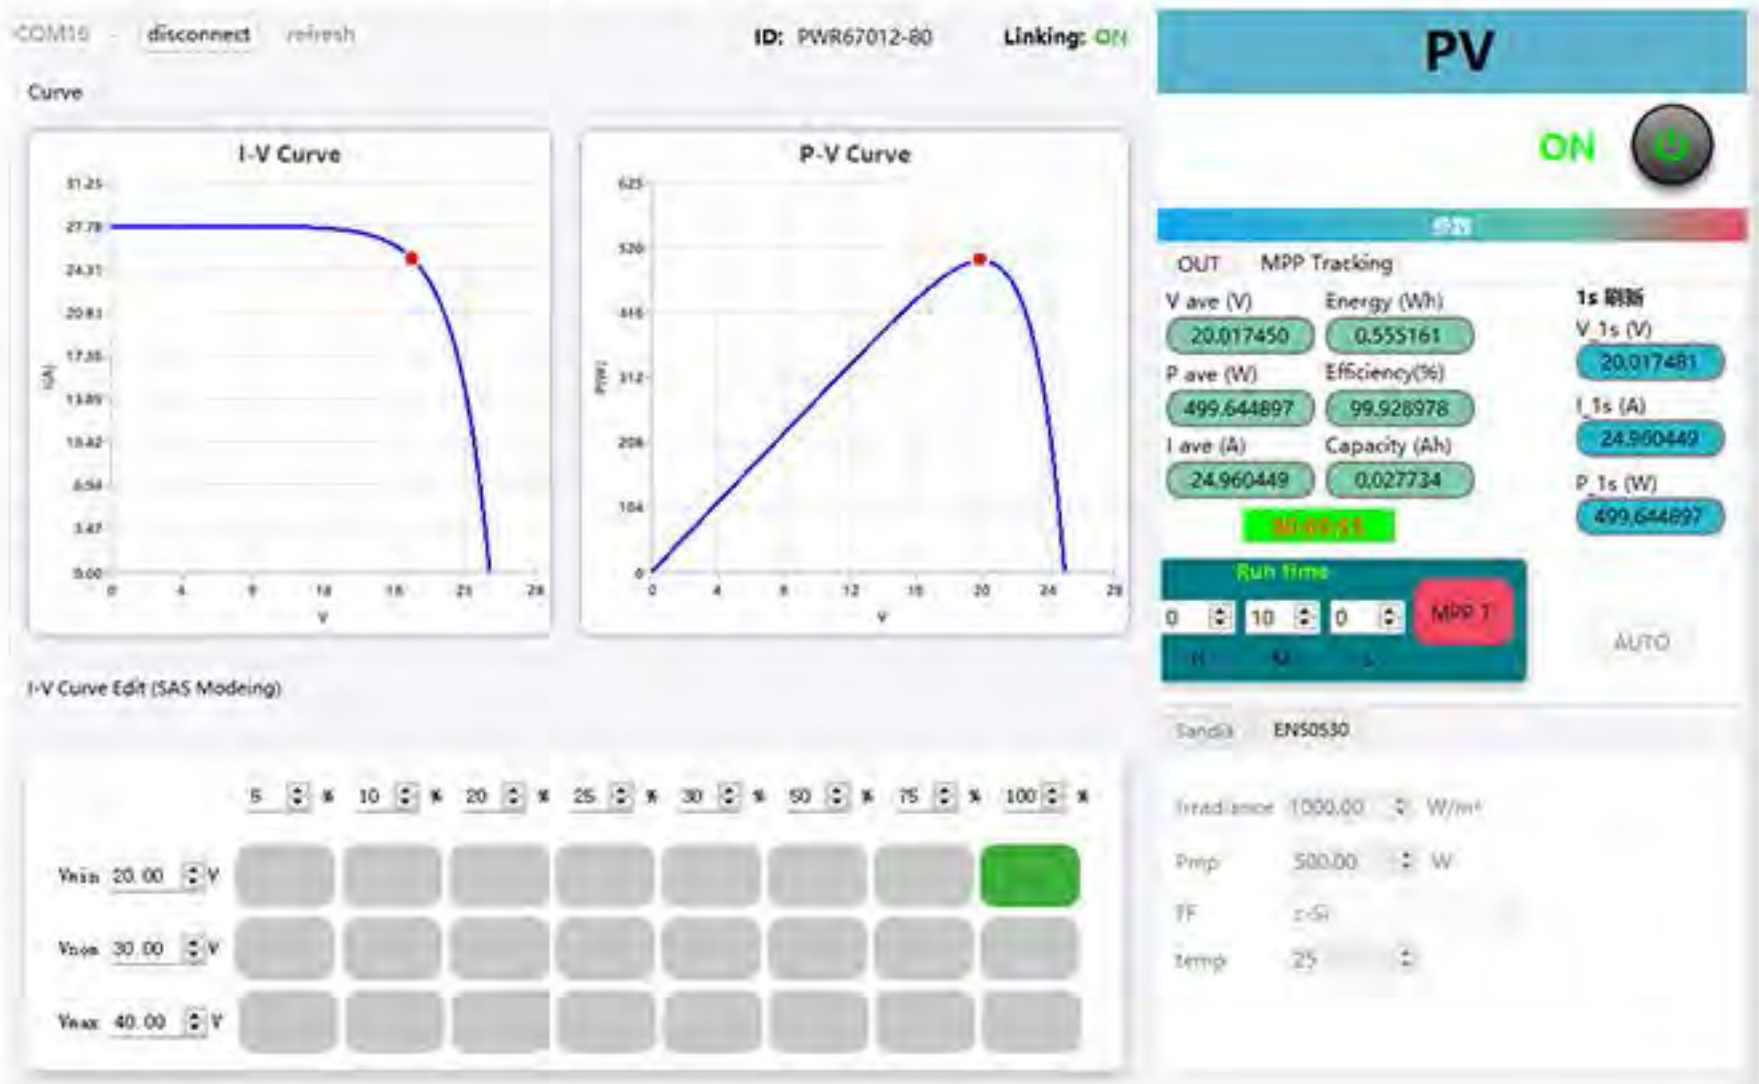 COM16 disconnect refresh
ID: PWR67012-80 Linking: ON
Curve
I-V Curve
31.25
27.78
24.31
20.83
17.36
13.89
10.42
6.94
3.47
0.00
I(A)
0 4 9 16 21 28
V
P-V Curve
625
520
416
312
208
104
0
P(W)
0 4 8 12 16 20 24 28
V
I-V Curve Edit (SAS Modeing)
5 % 10 % 20 % 25 % 30 % 50 % 75 % 100 %
Vmin 20.00 V
Vnom 30.00 V
Vmax 40.00 V
PV
ON
OUT MPP Tracking
V ave (V) Energy (Wh)
20.017450 0.555161
P ave (W) Efficiency(%)
499.644897 99.928978
I ave (A) Capacity (Ah)
24.960449 0.027734
1s 刷新
V_1s (V)
20.017481
I_1s (A)
24.960449
P_1s (W)
499.644897
Run time
0 10 0
H M S
MPP T
AUTO
Sandia EN50530
Irradiance 1000.00 W/m²
Pmp 500.00 W
FF c-Si
temp 25